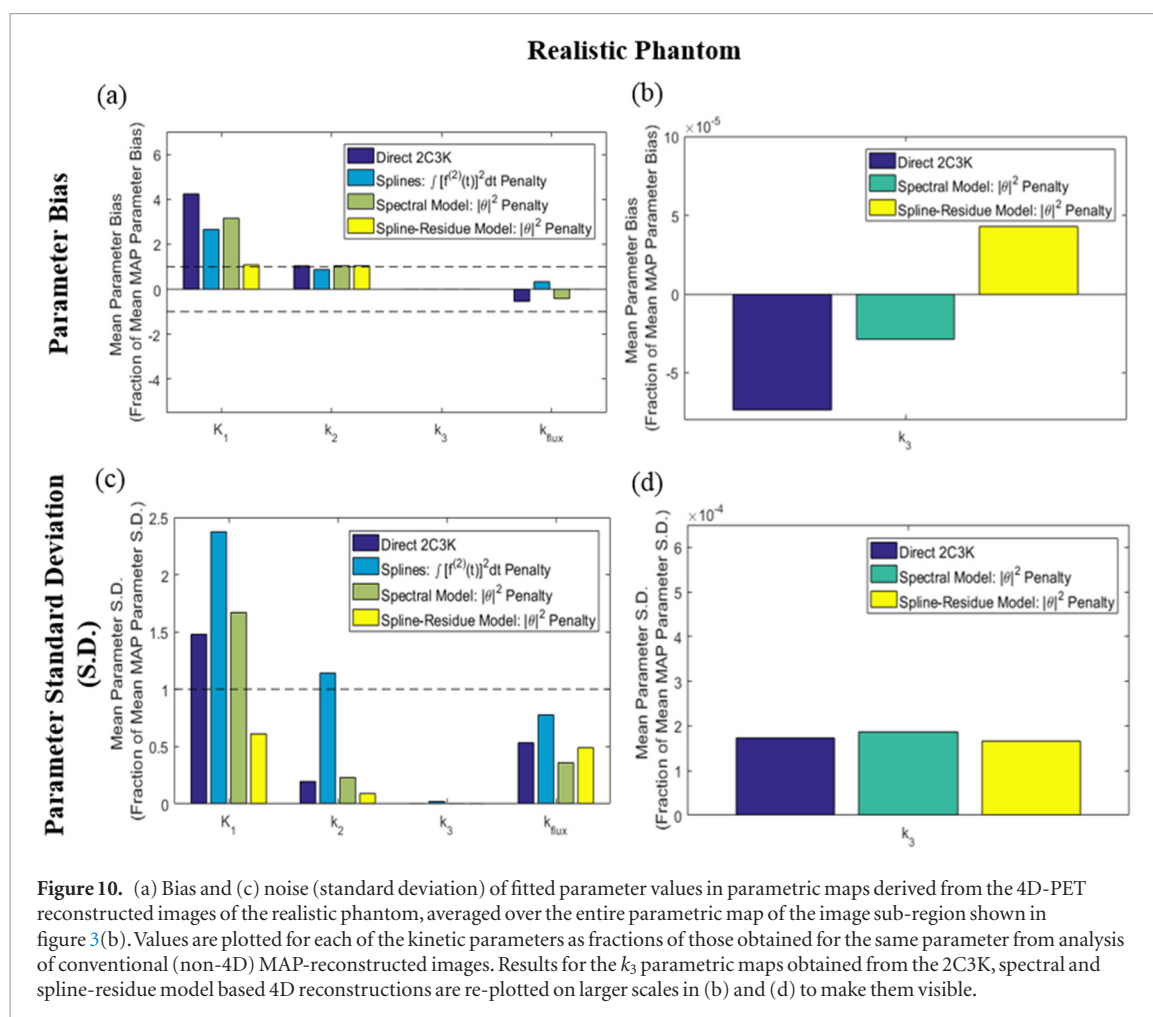 Realistic Phantom
Parameter Bias
(a)
Mean Parameter Bias
(Fraction of Mean MAP Parameter Bias)
6
4
2
0
-2
-4
Direct 2C3K
Splines: ∫[f⁽²⁾(t)]²dt Penalty
Spectral Model: |θ|² Penalty
Spline-Residue Model: |θ|² Penalty
K₁
k₂
k₃
k_flux
(b)
×10⁻⁵
Mean Parameter Bias
(Fraction of Mean MAP Parameter Bias)
10
5
0
-5
Direct 2C3K
Spectral Model: |θ|² Penalty
Spline-Residue Model: |θ|² Penalty
k₃
Parameter Standard Deviation
(S.D.)
(c)
Mean Parameter S.D.
(Fraction of Mean MAP Parameter S.D.)
2.5
2
1.5
1
0.5
0
Direct 2C3K
Splines: ∫[f⁽²⁾(t)]²dt Penalty
Spectral Model: |θ|² Penalty
Spline-Residue Model: |θ|² Penalty
K₁
k₂
k₃
k_flux
(d)
×10⁻⁴
Mean Parameter S.D.
(Fraction of Mean MAP Parameter S.D.)
6
5
4
3
2
1
0
Direct 2C3K
Spectral Model: |θ|² Penalty
Spline-Residue Model: |θ|² Penalty
k₃
Figure 10. (a) Bias and (c) noise (standard deviation) of fitted parameter values in parametric maps derived from the 4D-PET
reconstructed images of the realistic phantom, averaged over the entire parametric map of the image sub-region shown in
figure 3(b). Values are plotted for each of the kinetic parameters as fractions of those obtained for the same parameter from analysis
of conventional (non-4D) MAP-reconstructed images. Results for the k₃ parametric maps obtained from the 2C3K, spectral and
spline-residue model based 4D reconstructions are re-plotted on larger scales in (b) and (d) to make them visible.